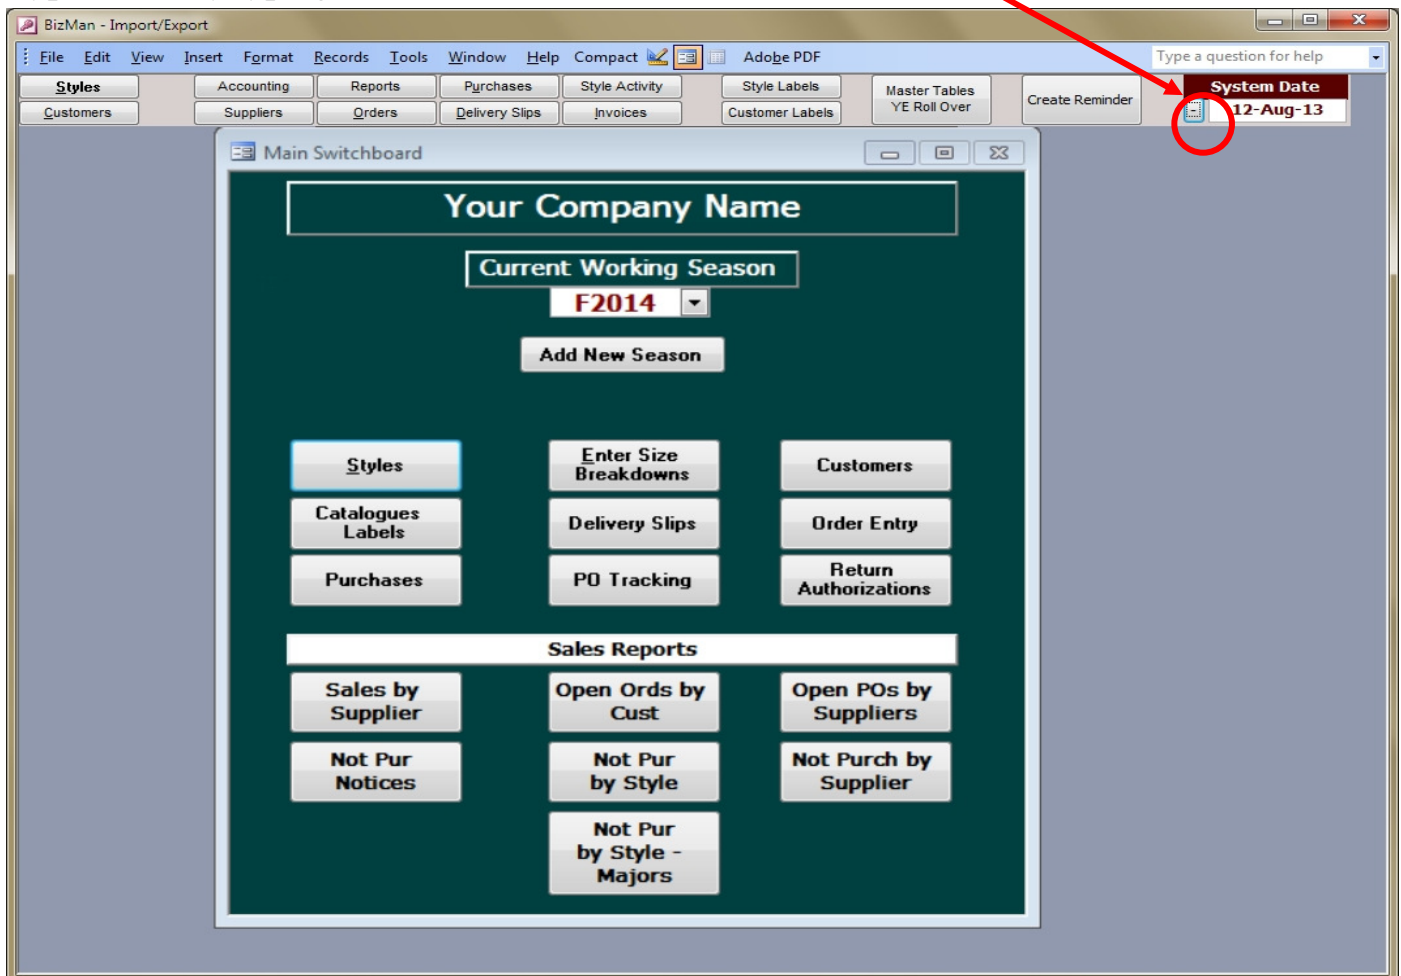 BizMan - Import/Export
File Edit View Insert Format Records Tools Window Help Compact Adobe PDF Type a question for help
Styles Accounting Reports Purchases Style Activity Style Labels Master Tables YE Roll Over Create Reminder System Date
Customers Suppliers Orders Delivery Slips Invoices Customer Labels - 12-Aug-13
Main Switchboard
Your Company Name
Current Working Season
F2014
Add New Season
Styles
Enter Size
Breakdowns
Customers
Catalogues
Labels
Delivery Slips
Order Entry
Purchases
PO Tracking
Return
Authorizations
Sales Reports
Sales by
Supplier
Open Ords by
Cust
Open POs by
Suppliers
Not Pur
Notices
Not Pur
by Style
Not Purch by
Supplier
Not Pur
by Style -
Majors